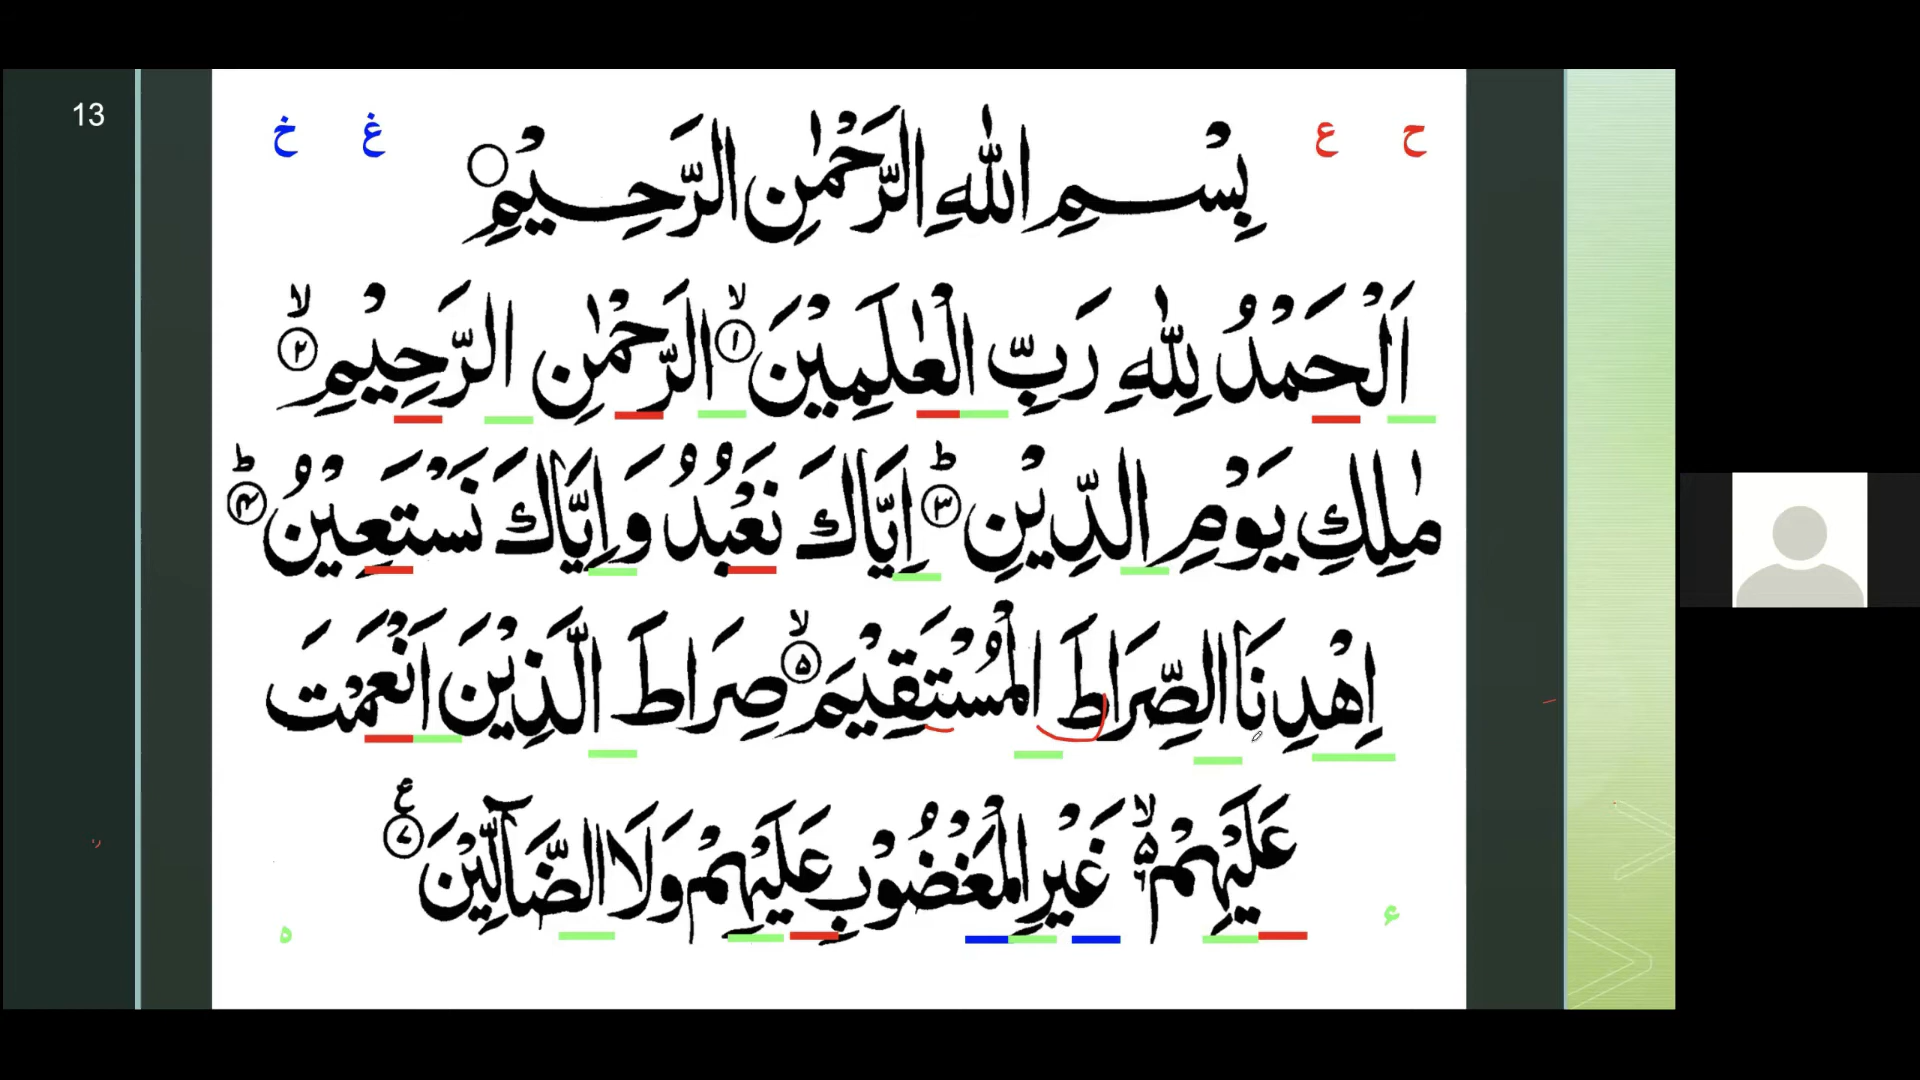 13
ح ع غ خ
بِسْمِ اللّٰهِ الرَّحْمٰنِ الرَّحِيْمِ
اَلْحَمْدُ لِلّٰهِ رَبِّ الْعٰلَمِيْنَ ۙ۱ الرَّحْمٰنِ الرَّحِيْمِ ۙ۲
مٰلِكِ يَوْمِ الدِّيْنِ ؕ۳ اِيَّاكَ نَعْبُدُ وَاِيَّاكَ نَسْتَعِيْنُ ؕ۴
اِهْدِنَا الصِّرَاطَ الْمُسْتَقِيْمَ ۙ۵ صِرَاطَ الَّذِيْنَ اَنْعَمْتَ
عَلَيْهِمْ ۙ۵ غَيْرِ الْمَغْضُوْبِ عَلَيْهِمْ وَلَا الضَّآلِّيْنَ ۷ ع
ء ه